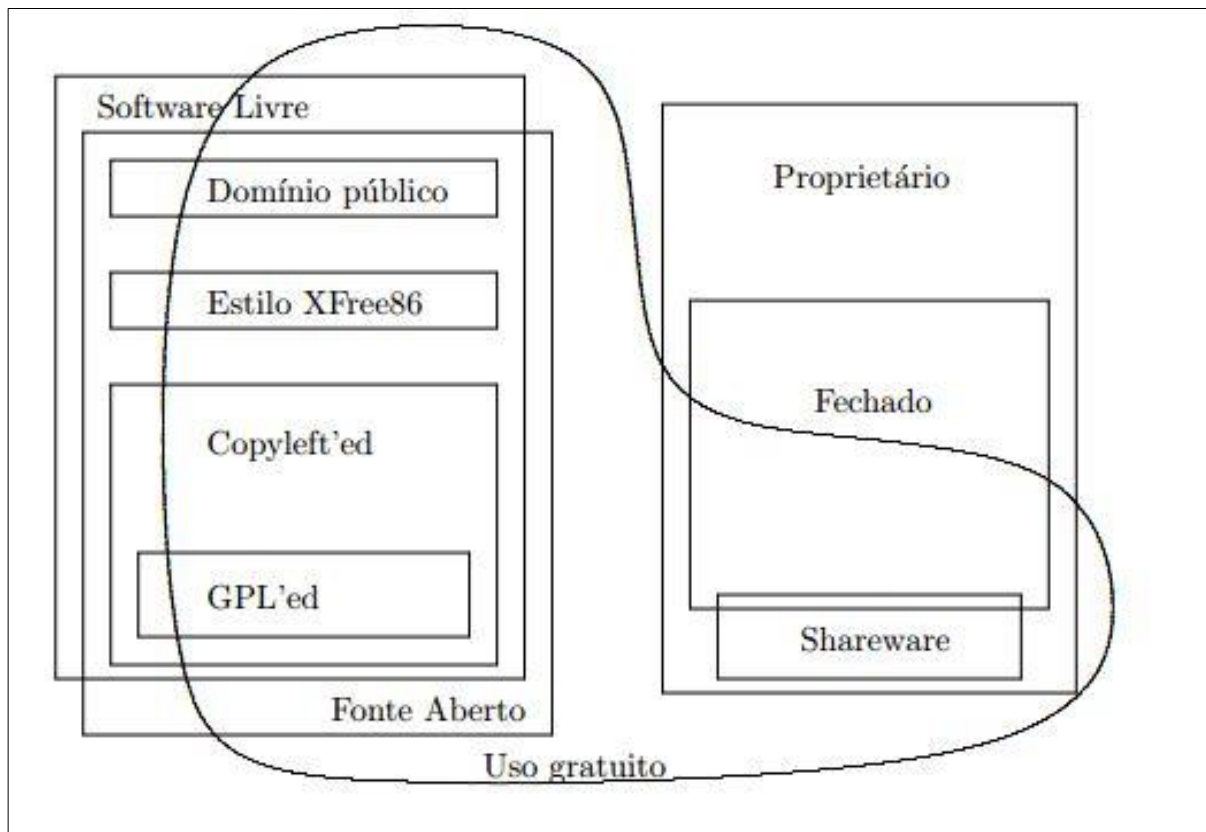 Software Livre
Domínio público
Estilo XFree86
Copyleft'ed
GPL'ed
Fonte Aberto
Proprietário
Fechado
Shareware
Uso gratuito